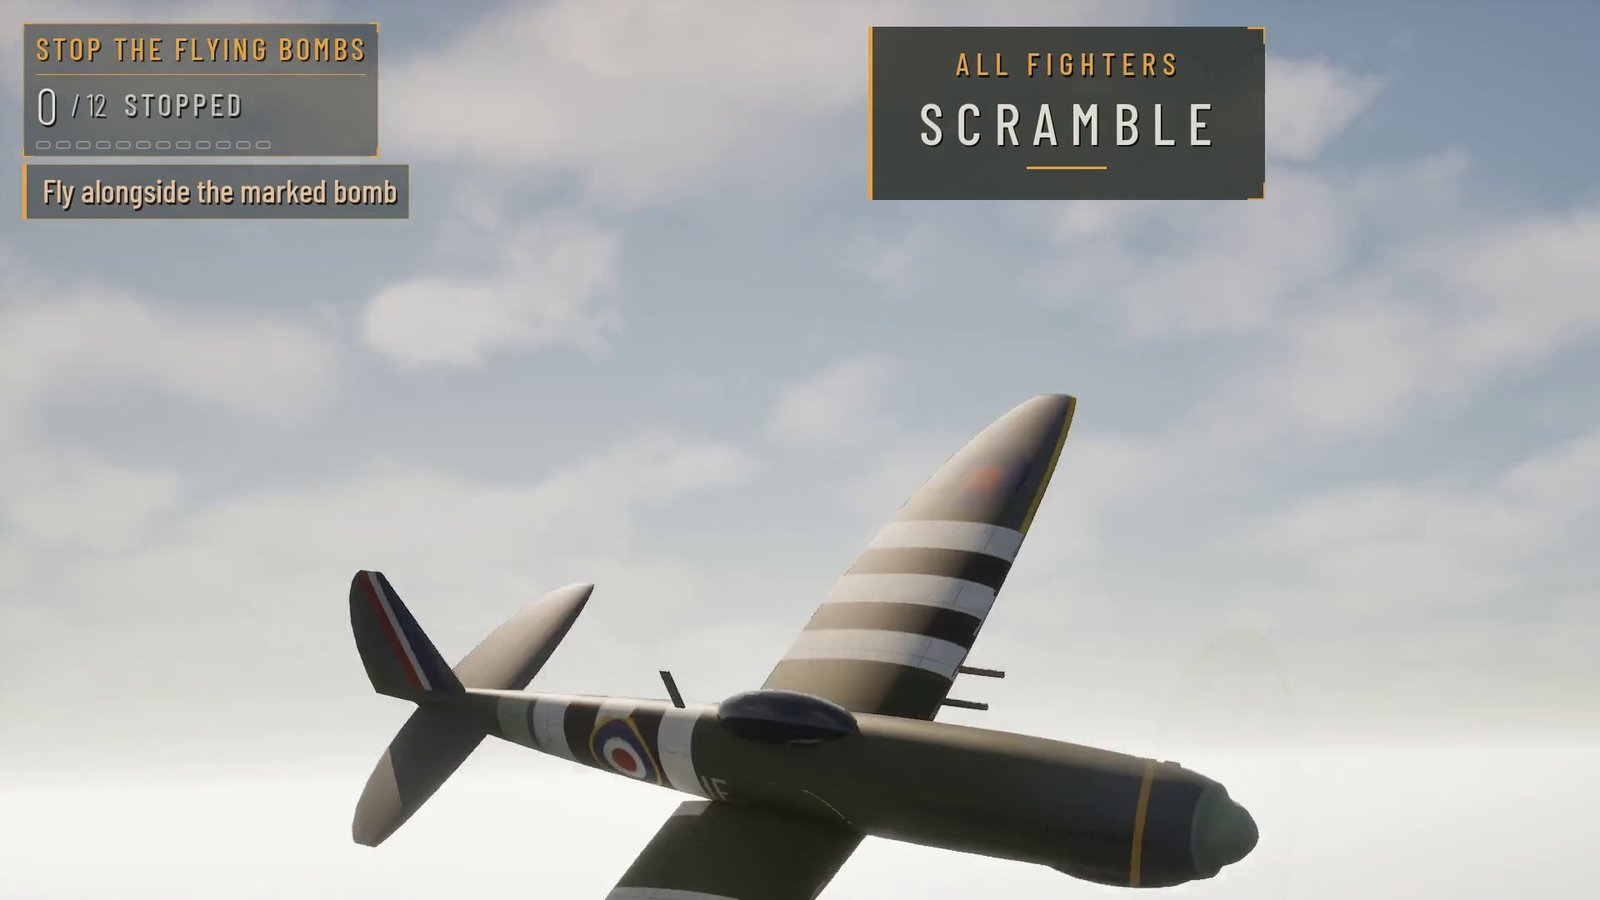 STOP THE FLYING BOMBS
0 / 12 STOPPED
Fly alongside the marked bomb
ALL FIGHTERS
SCRAMBLE